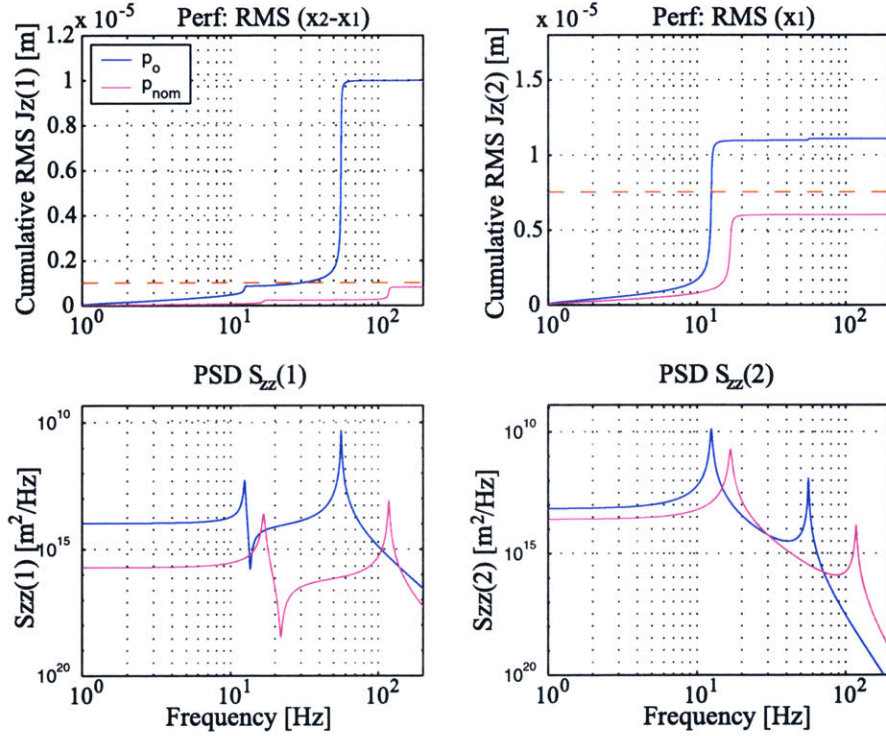 x 10^-5 Perf: RMS (x2-x1)
Cumulative RMS Jz(1) [m]
1.2
1
0.8
0.6
0.4
0.2
0
p_o
p_nom
10^0 10^1 10^2
x 10^-5 Perf: RMS (x1)
Cumulative RMS Jz(2) [m]
1.5
1
0.5
0
10^0 10^1 10^2
PSD S_zz(1)
Szz(1) [m^2/Hz]
10^10
10^15
10^20
10^0 10^1 10^2
Frequency [Hz]
PSD S_zz(2)
Szz(2) [m^2/Hz]
10^10
10^15
10^20
10^0 10^1 10^2
Frequency [Hz]